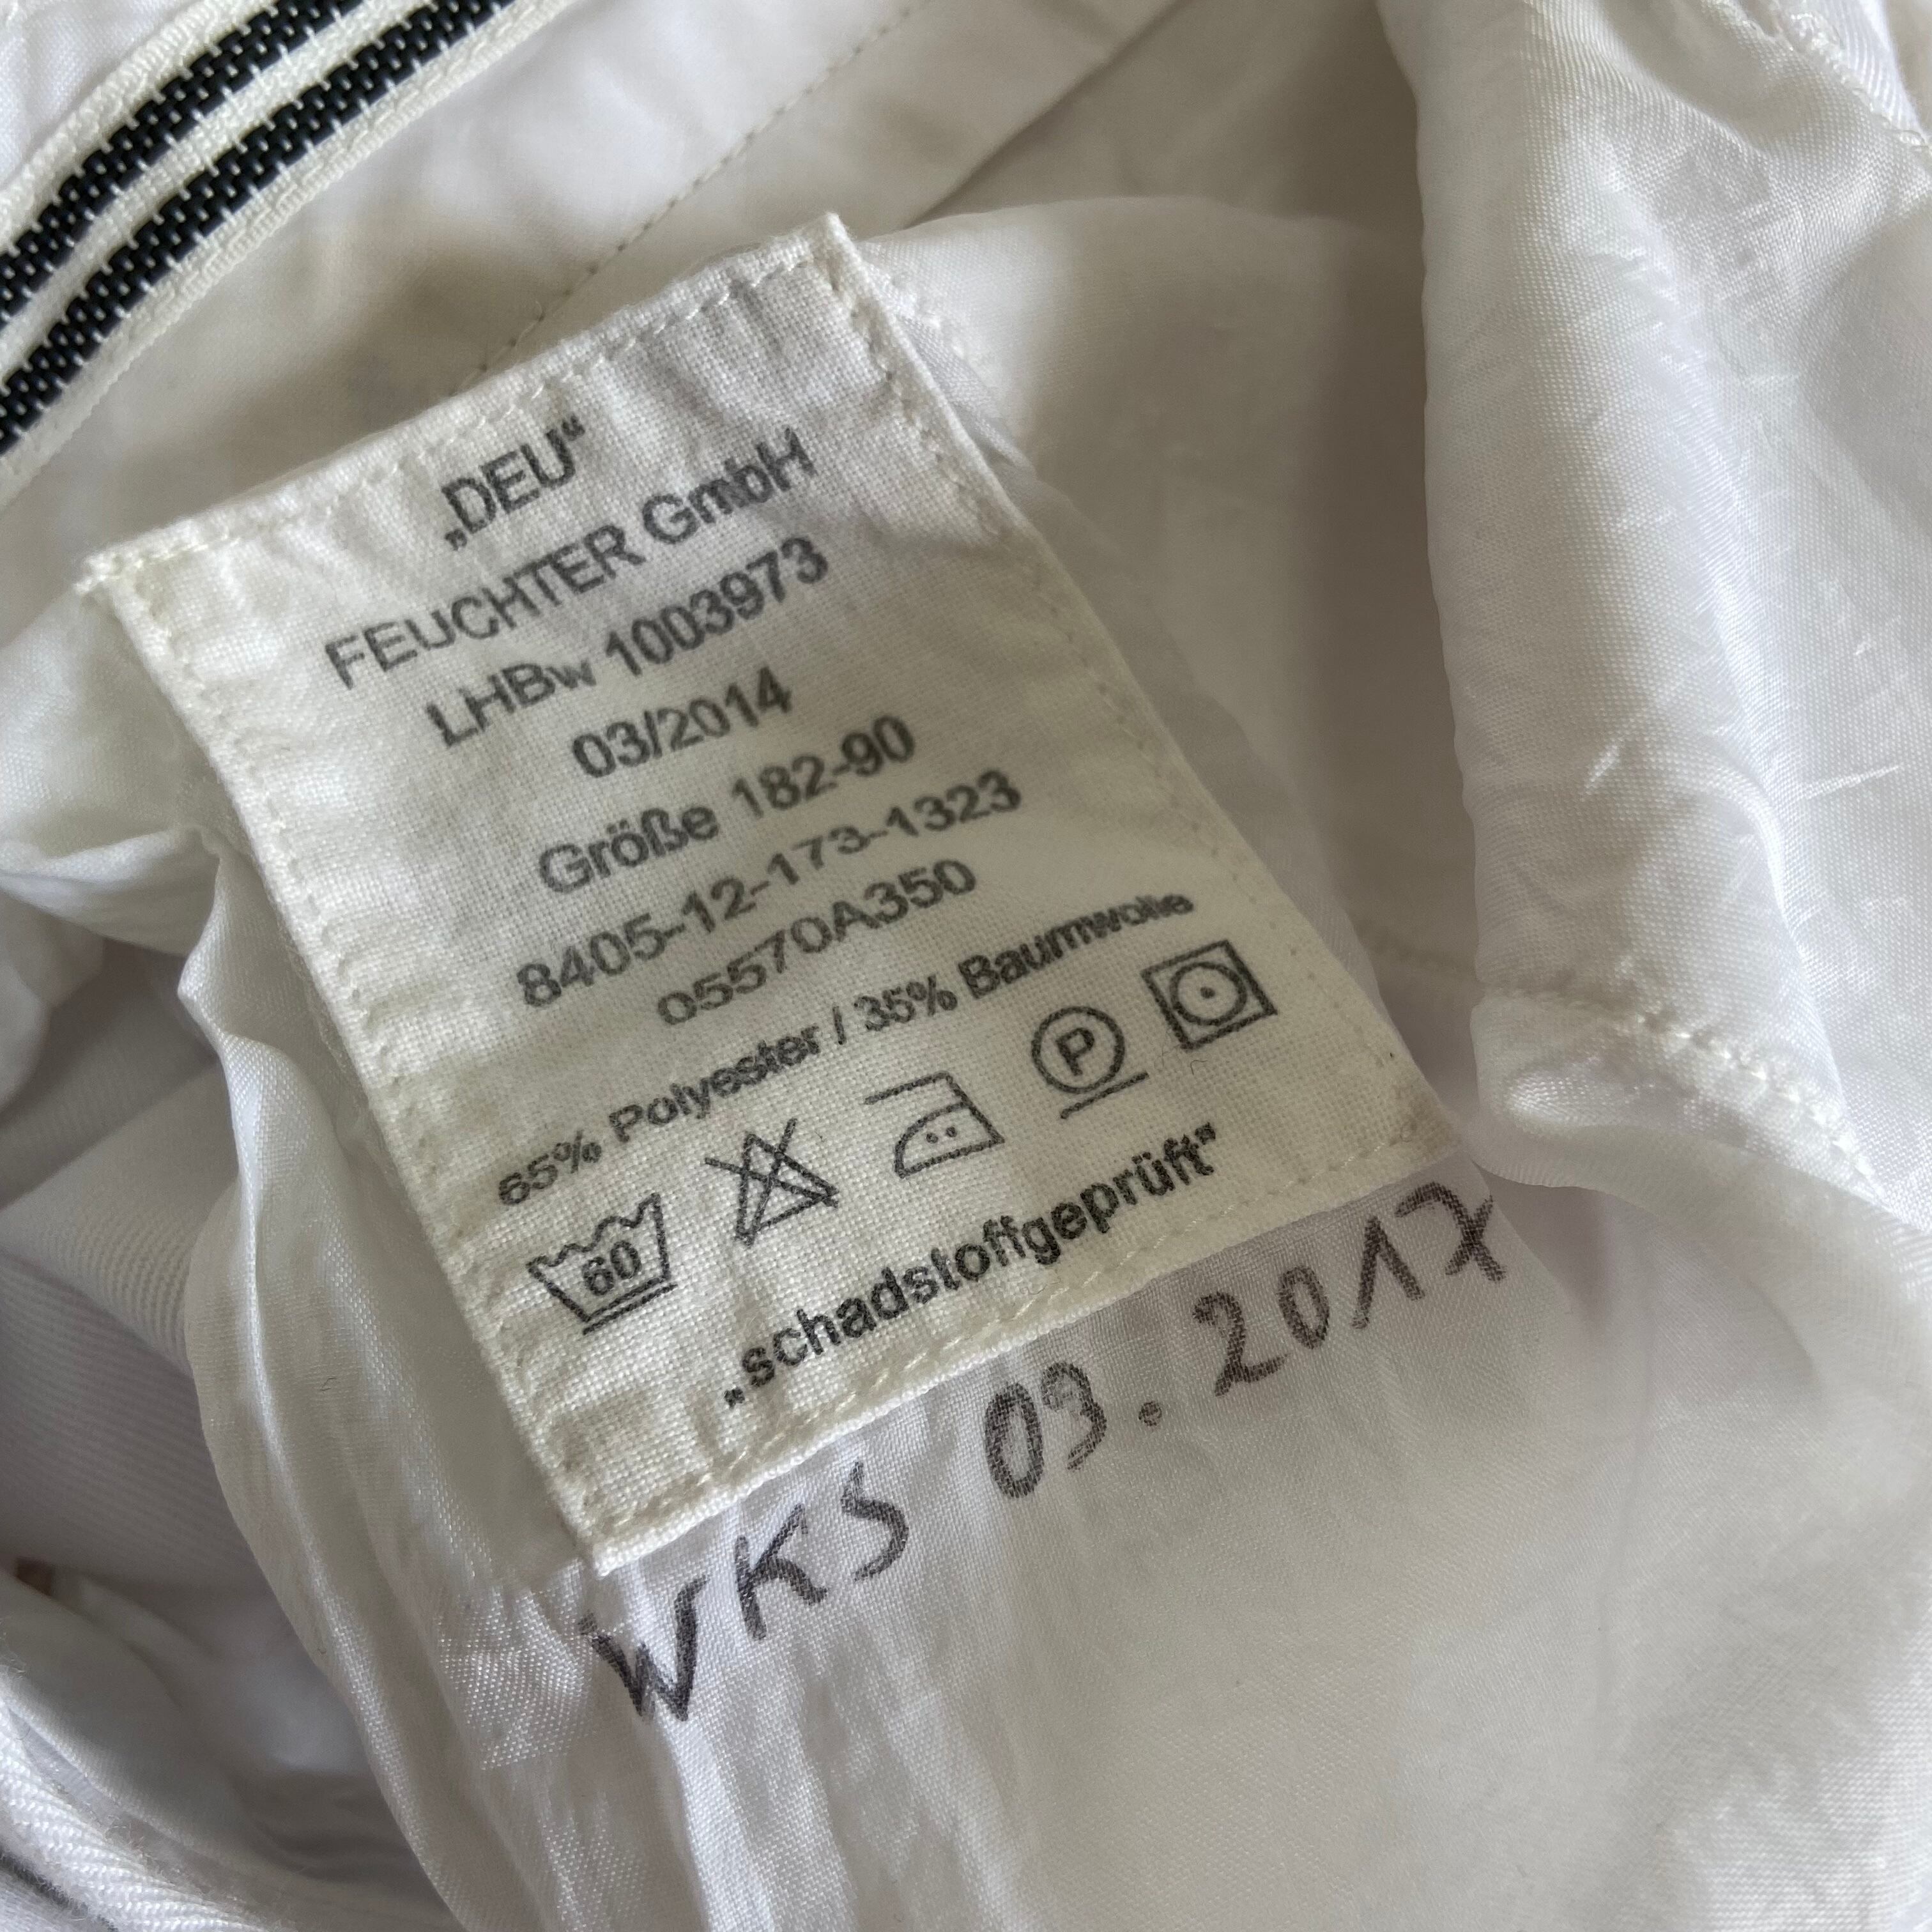 „DEU“
FEUCHTER GmbH
LHBw 1003973
03/2014
Größe 182-90
8405-12-173-1323
05570A350
65% Polyester / 35% Baumwolle
60 P
„schadstoffgeprüft“
WKS 03.2017